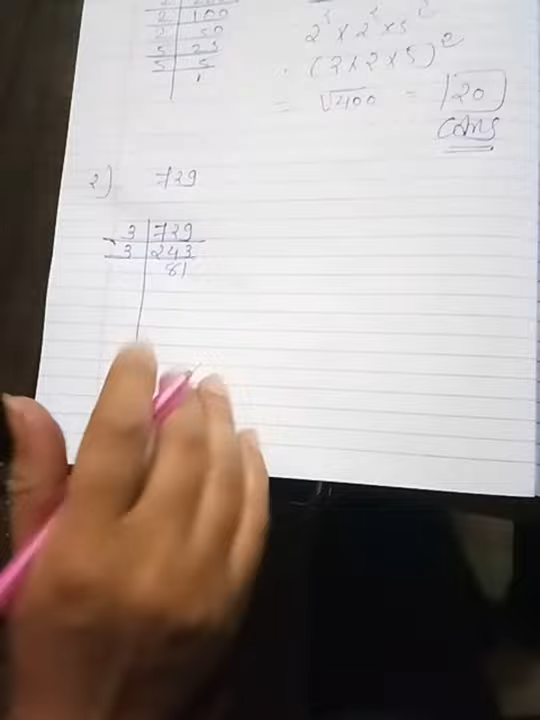 2 | 100
2 | 50
5 | 25
5 | 5
1
2² x 2² x 5²
(2 x 2 x 5)²
= √400 = 20
Ans
2) 729
3 | 729
3 | 243
81